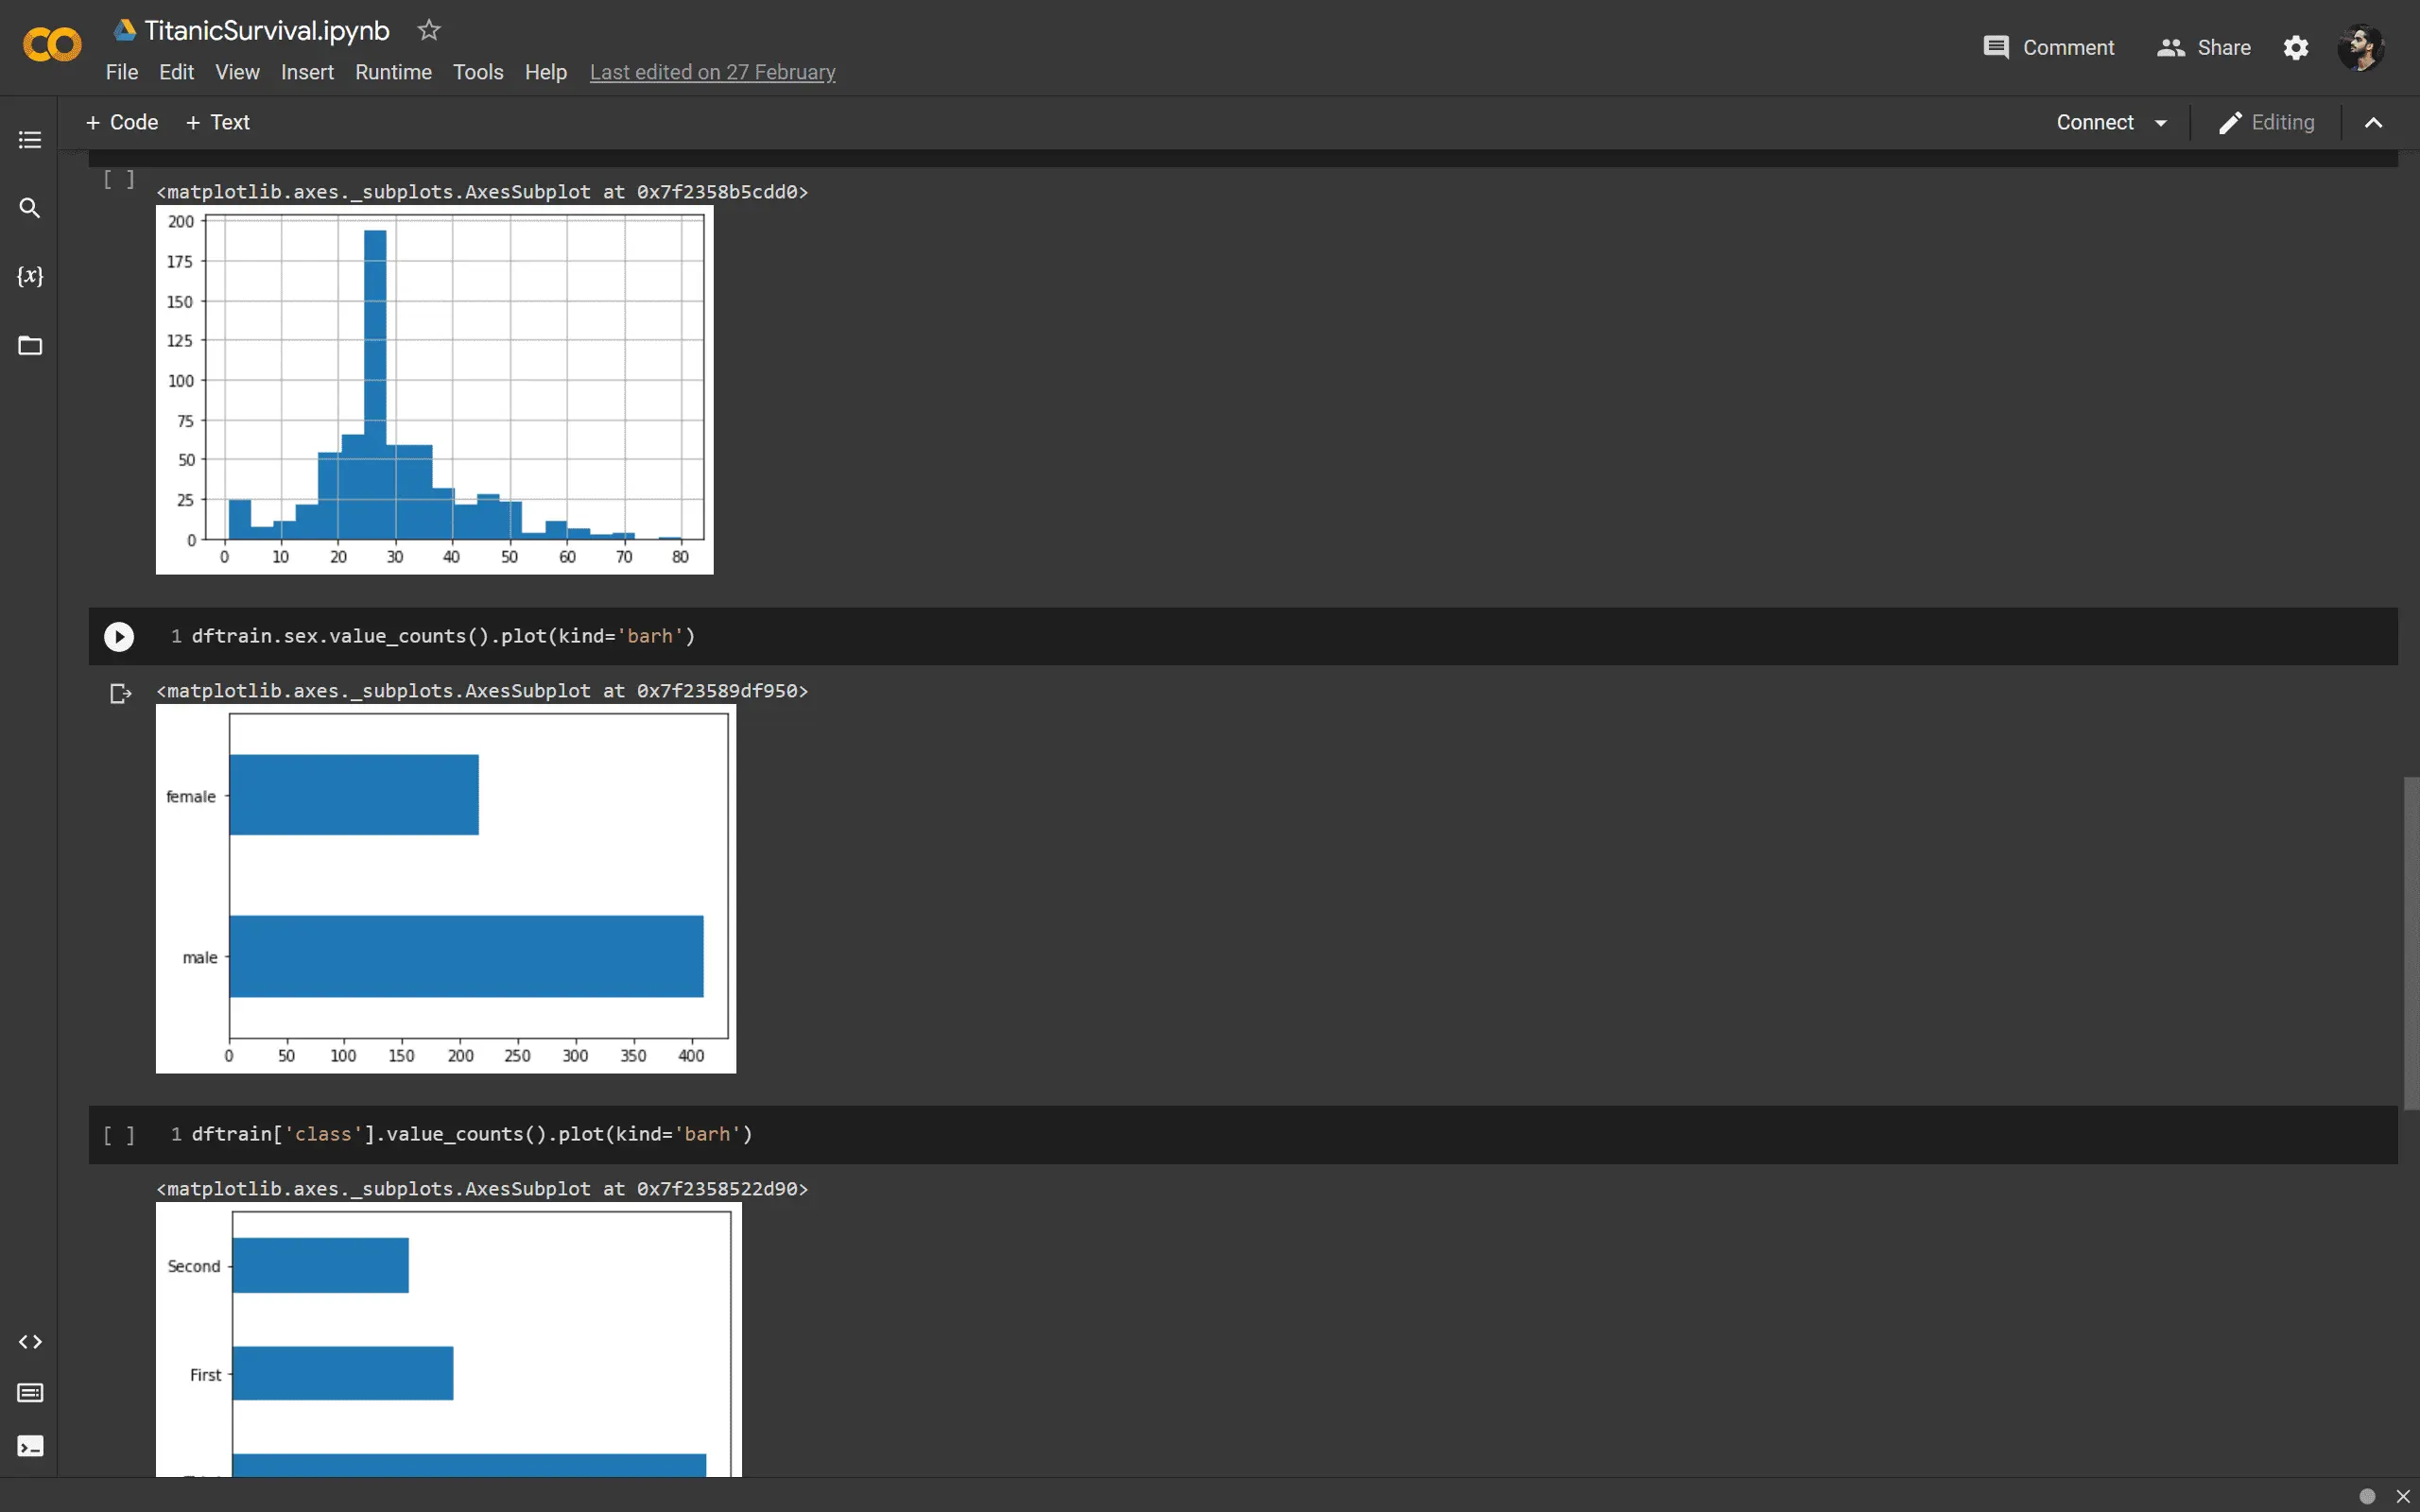 TitanicSurvival.ipynb
File Edit View Insert Runtime Tools Help Last edited on 27 February
Comment Share
+ Code + Text
Connect Editing
[ ] <matplotlib.axes._subplots.AxesSubplot at 0x7f2358b5cdd0>
200
175
150
125
100
75
50
25
0
0 10 20 30 40 50 60 70 80
1 dftrain.sex.value_counts().plot(kind='barh')
<matplotlib.axes._subplots.AxesSubplot at 0x7f23589df950>
female
male
0 50 100 150 200 250 300 350 400
[ ] 1 dftrain['class'].value_counts().plot(kind='barh')
<matplotlib.axes._subplots.AxesSubplot at 0x7f2358522d90>
Second
First